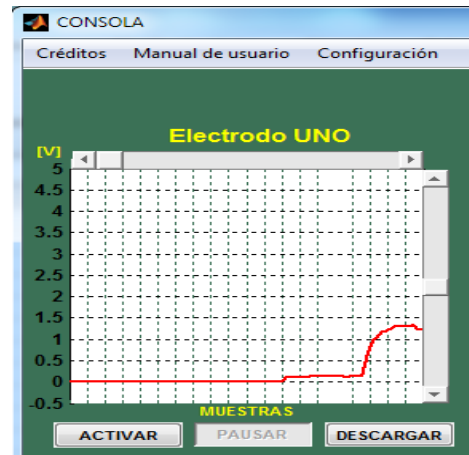 CONSOLA
Créditos Manual de usuario Configuración
Electrodo UNO
[V]
5
4.5
4
3.5
3
2.5
2
1.5
1
0.5
0
-0.5
MUESTRAS
ACTIVAR PAUSAR DESCARGAR